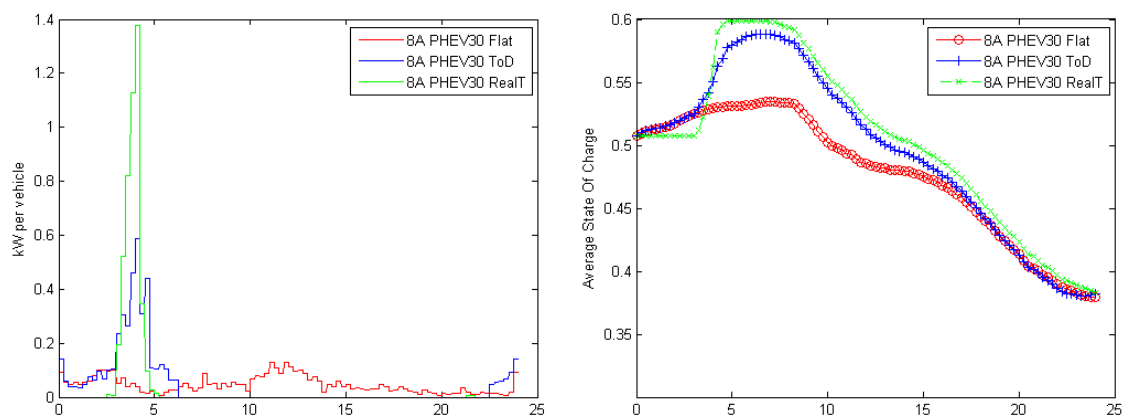 1.4
1.2
1
0.8
0.6
0.4
0.2
0
kW per vehicle
8A PHEV30 Flat
8A PHEV30 ToD
8A PHEV30 RealT
0 5 10 15 20 25
0.6
0.55
0.5
0.45
0.4
0.35
Average State Of Charge
8A PHEV30 Flat
8A PHEV30 ToD
8A PHEV30 RealT
0 5 10 15 20 25